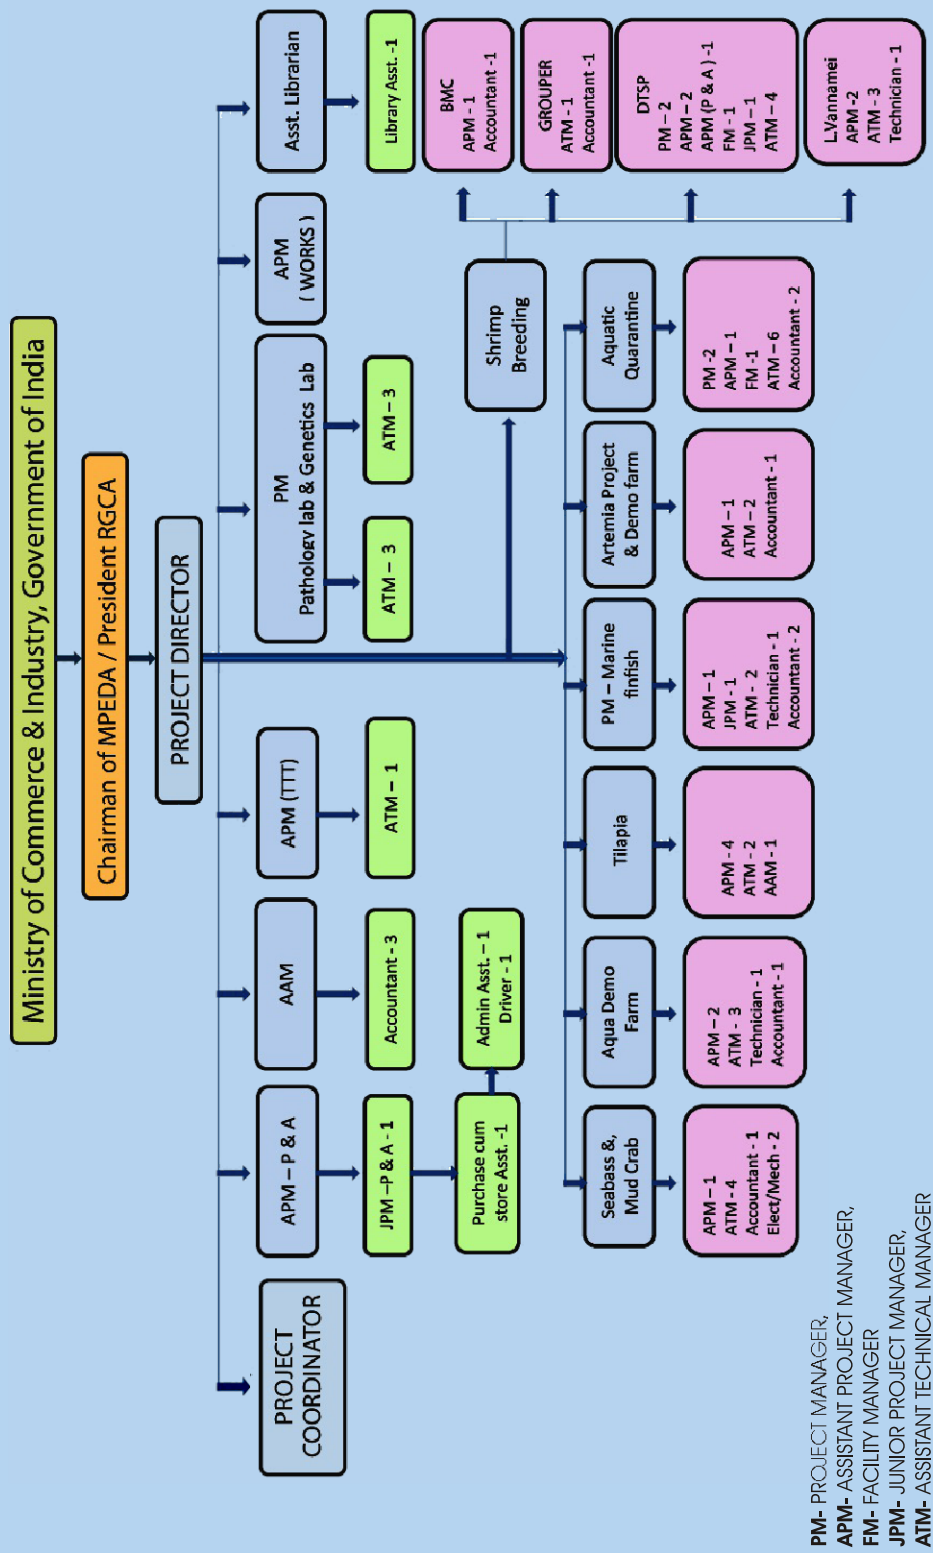 Ministry of Commerce & Industry, Government of India
Chairman of MPEDA / President RGCA
PROJECT DIRECTOR
PROJECT
COORDINATOR
APM – P & A
AAM
APM (TTT)
PM
Pathology lab & Genetics Lab
APM
( WORKS )
Asst. Librarian
JPM –P & A - 1
Accountant - 3
ATM – 1
ATM – 3
ATM – 3
Library Asst. -1
Purchase cum
store Asst. -1
Admin Asst. – 1
Driver - 1
Shrimp
Breeding
BMC
APM - 1
Accountant -1
GROUPER
ATM - 1
Accountant -1
DTSP
PM – 2
APM – 2
APM (P & A ) -1
FM - 1
JPM – 1
ATM – 4
L.Vannamei
APM -2
ATM - 3
Technician - 1
Seabass &,
Mud Crab
Aqua Demo
Farm
Tilapia
PM – Marine
finfish
Artemia Project
& Demo farm
Aquatic
Quarantine
APM – 1
ATM - 4
Accountant - 1
Elect/Mech - 2
APM – 2
ATM - 3
Technician - 1
Accountant - 1
APM - 4
ATM - 2
AAM - 1
APM – 1
JPM - 1
ATM - 2
Technician - 1
Accountant - 2
APM – 1
ATM – 2
Accountant - 1
PM -2
APM – 1
FM -1
ATM – 6
Accountant - 2
PM- PROJECT MANAGER,
APM- ASSISTANT PROJECT MANAGER,
FM- FACILITY MANAGER
JPM- JUNIOR PROJECT MANAGER,
ATM- ASSISTANT TECHNICAL MANAGER